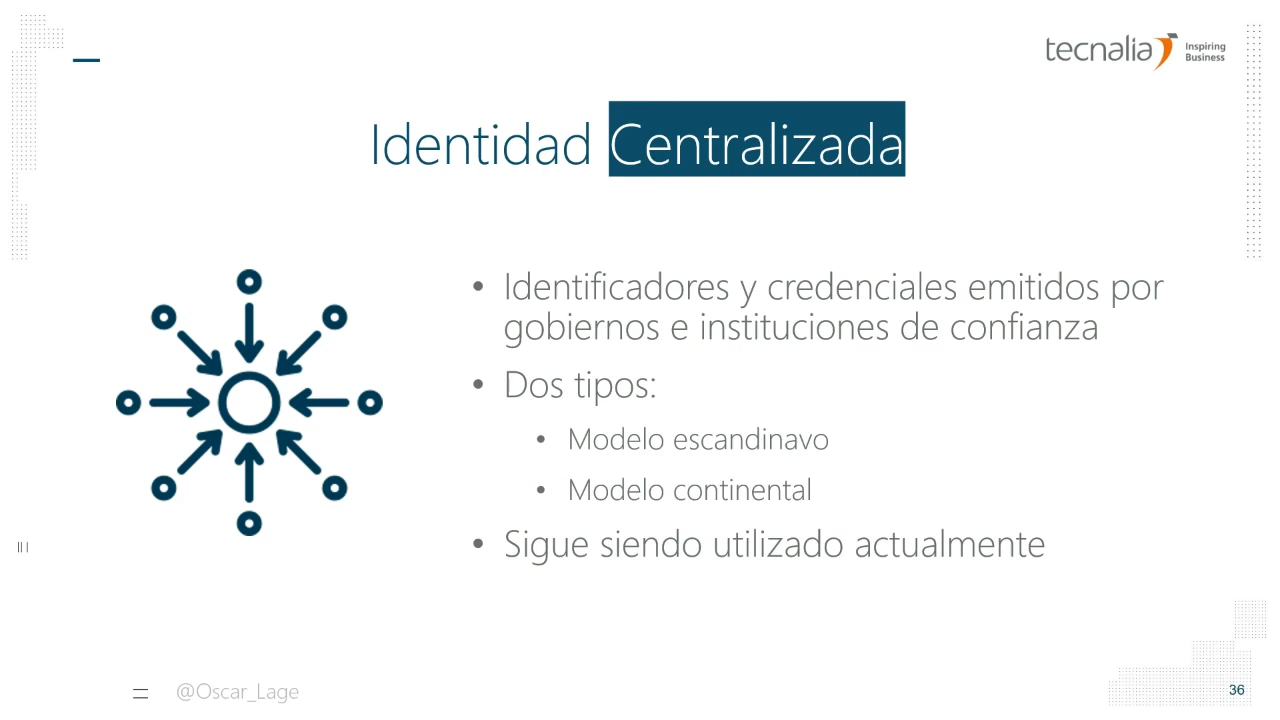 tecnalia Inspiring
Business
Identidad Centralizada
• Identificadores y credenciales emitidos por
gobiernos e instituciones de confianza
• Dos tipos:
• Modelo escandinavo
• Modelo continental
• Sigue siendo utilizado actualmente
@Oscar_Lage
36